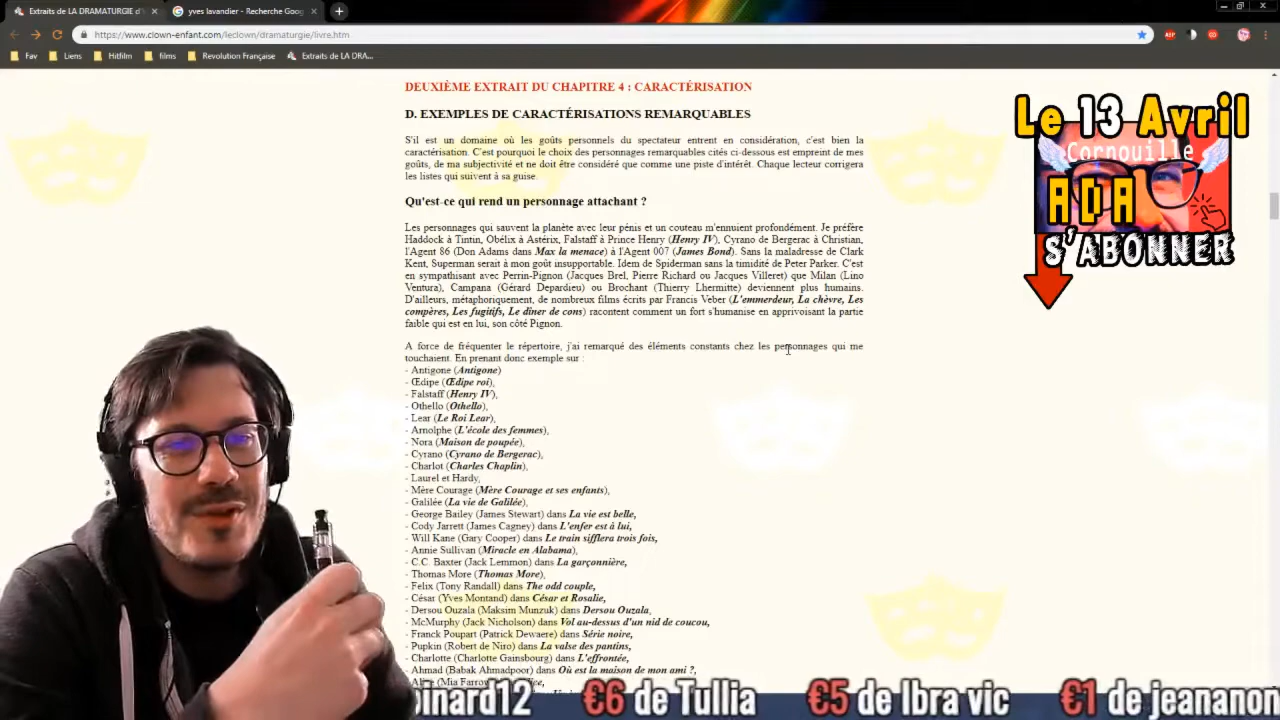 Extraits de LA DRAMATURGIE d'
yves lavandier - Recherche Goog
https://www.clown-enfant.com/leclown/dramaturgie/livre.htm
Fav
Liens
Hitfilm
films
Revolution Française
Extraits de LA DRA...
DEUXIÈME EXTRAIT DU CHAPITRE 4 : CARACTÉRISATION
D. EXEMPLES DE CARACTÉRISATIONS REMARQUABLES
S'il est un domaine où les goûts personnels du spectateur entrent en considération, c'est bien la
caractérisation. C'est pourquoi le choix des personnages remarquables cités ci-dessous est empreint de mes
goûts, de ma subjectivité et ne doit être considéré que comme une piste d'intérêt. Chaque lecteur corrigera
les listes qui suivent à sa guise.
Qu'est-ce qui rend un personnage attachant ?
Les personnages qui sauvent la planète avec leur pénis et un couteau m'ennuient profondément. Je préfère
Haddock à Tintin, Obélix à Astérix, Falstaff à Prince Henry (Henry IV), Cyrano de Bergerac à Christian,
l'Agent 86 (Don Adams dans Max la menace) à l'Agent 007 (James Bond). Sans la maladresse de Clark
Kent, Superman serait à mon goût insupportable. Idem de Spiderman sans la timidité de Peter Parker. C'est
en sympathisant avec Perrin-Pignon (Jacques Brel, Pierre Richard ou Jacques Villeret) que Milan (Lino
Ventura), Campana (Gérard Depardieu) ou Brochant (Thierry Lhermitte) deviennent plus humains.
D'ailleurs, métaphoriquement, de nombreux films écrits par Francis Veber (L'emmerdeur, La chèvre, Les
compères, Les fugitifs, Le dîner de cons) racontent comment un fort s'humanise en apprivoisant la partie
faible qui est en lui, son côté Pignon.
A force de fréquenter le répertoire, j'ai remarqué des éléments constants chez les personnages qui me
touchaient. En prenant donc exemple sur :
- Antigone (Antigone)
- Œdipe (Œdipe roi),
- Falstaff (Henry IV),
- Othello (Othello),
- Lear (Le Roi Lear),
- Arnolphe (L'école des femmes),
- Nora (Maison de poupée),
- Cyrano (Cyrano de Bergerac),
- Charlot (Charles Chaplin),
- Laurel et Hardy,
- Mère Courage (Mère Courage et ses enfants),
- Galilée (La vie de Galilée),
- George Bailey (James Stewart) dans La vie est belle,
- Cody Jarrett (James Cagney) dans L'enfer est à lui,
- Will Kane (Gary Cooper) dans Le train sifflera trois fois,
- Annie Sullivan (Miracle en Alabama),
- C.C. Baxter (Jack Lemmon) dans La garçonnière,
- Thomas More (Thomas More),
- Felix (Tony Randall) dans The odd couple,
- César (Yves Montand) dans César et Rosalie,
- Dersou Ouzala (Maksim Munzuk) dans Dersou Ouzala,
- McMurphy (Jack Nicholson) dans Vol au-dessus d'un nid de coucou,
- Franck Poupart (Patrick Dewaere) dans Série noire,
- Pupkin (Robert de Niro) dans La valse des pantins,
- Charlotte (Charlotte Gainsbourg) dans L'effrontée,
- Ahmad (Babak Ahmadpoor) dans Où est la maison de mon ami ?,
Le 13 Avril
Cornouille
ADA
S'ABONNER
inard12 €6 de Tullia €5 de Ibra vic €1 de jeananon